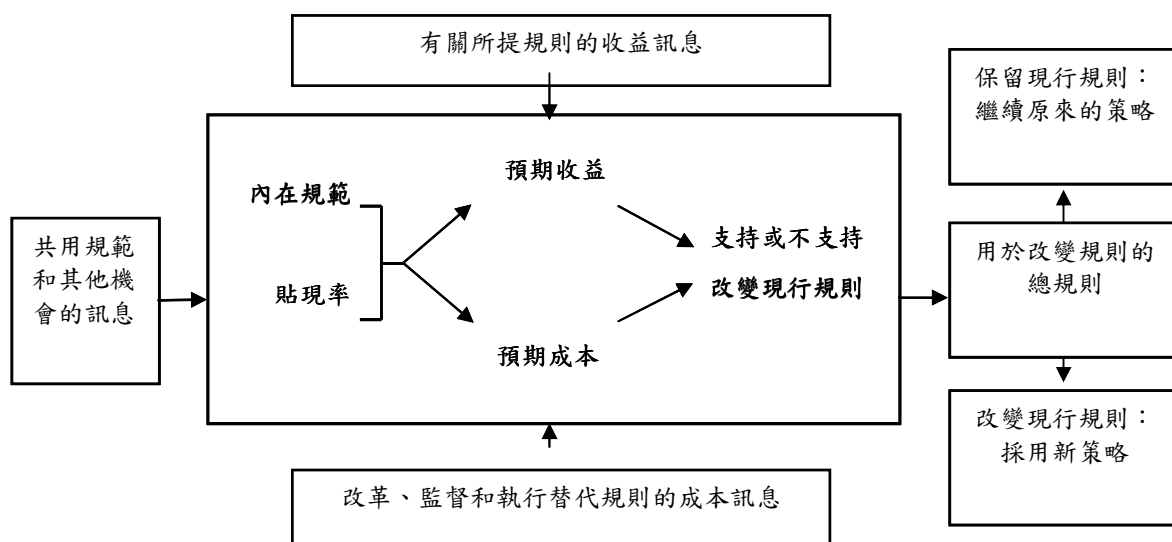 有關所提規則的收益訊息
保留現行規則：
繼續原來的策略
預期收益
內在規範
支持或不支持
共用規範
和其他機
會的訊息
用於改變規則的
總規則
貼現率
改變現行規則
預期成本
改變現行規則：
採用新策略
改革、監督和執行替代規則的成本訊息